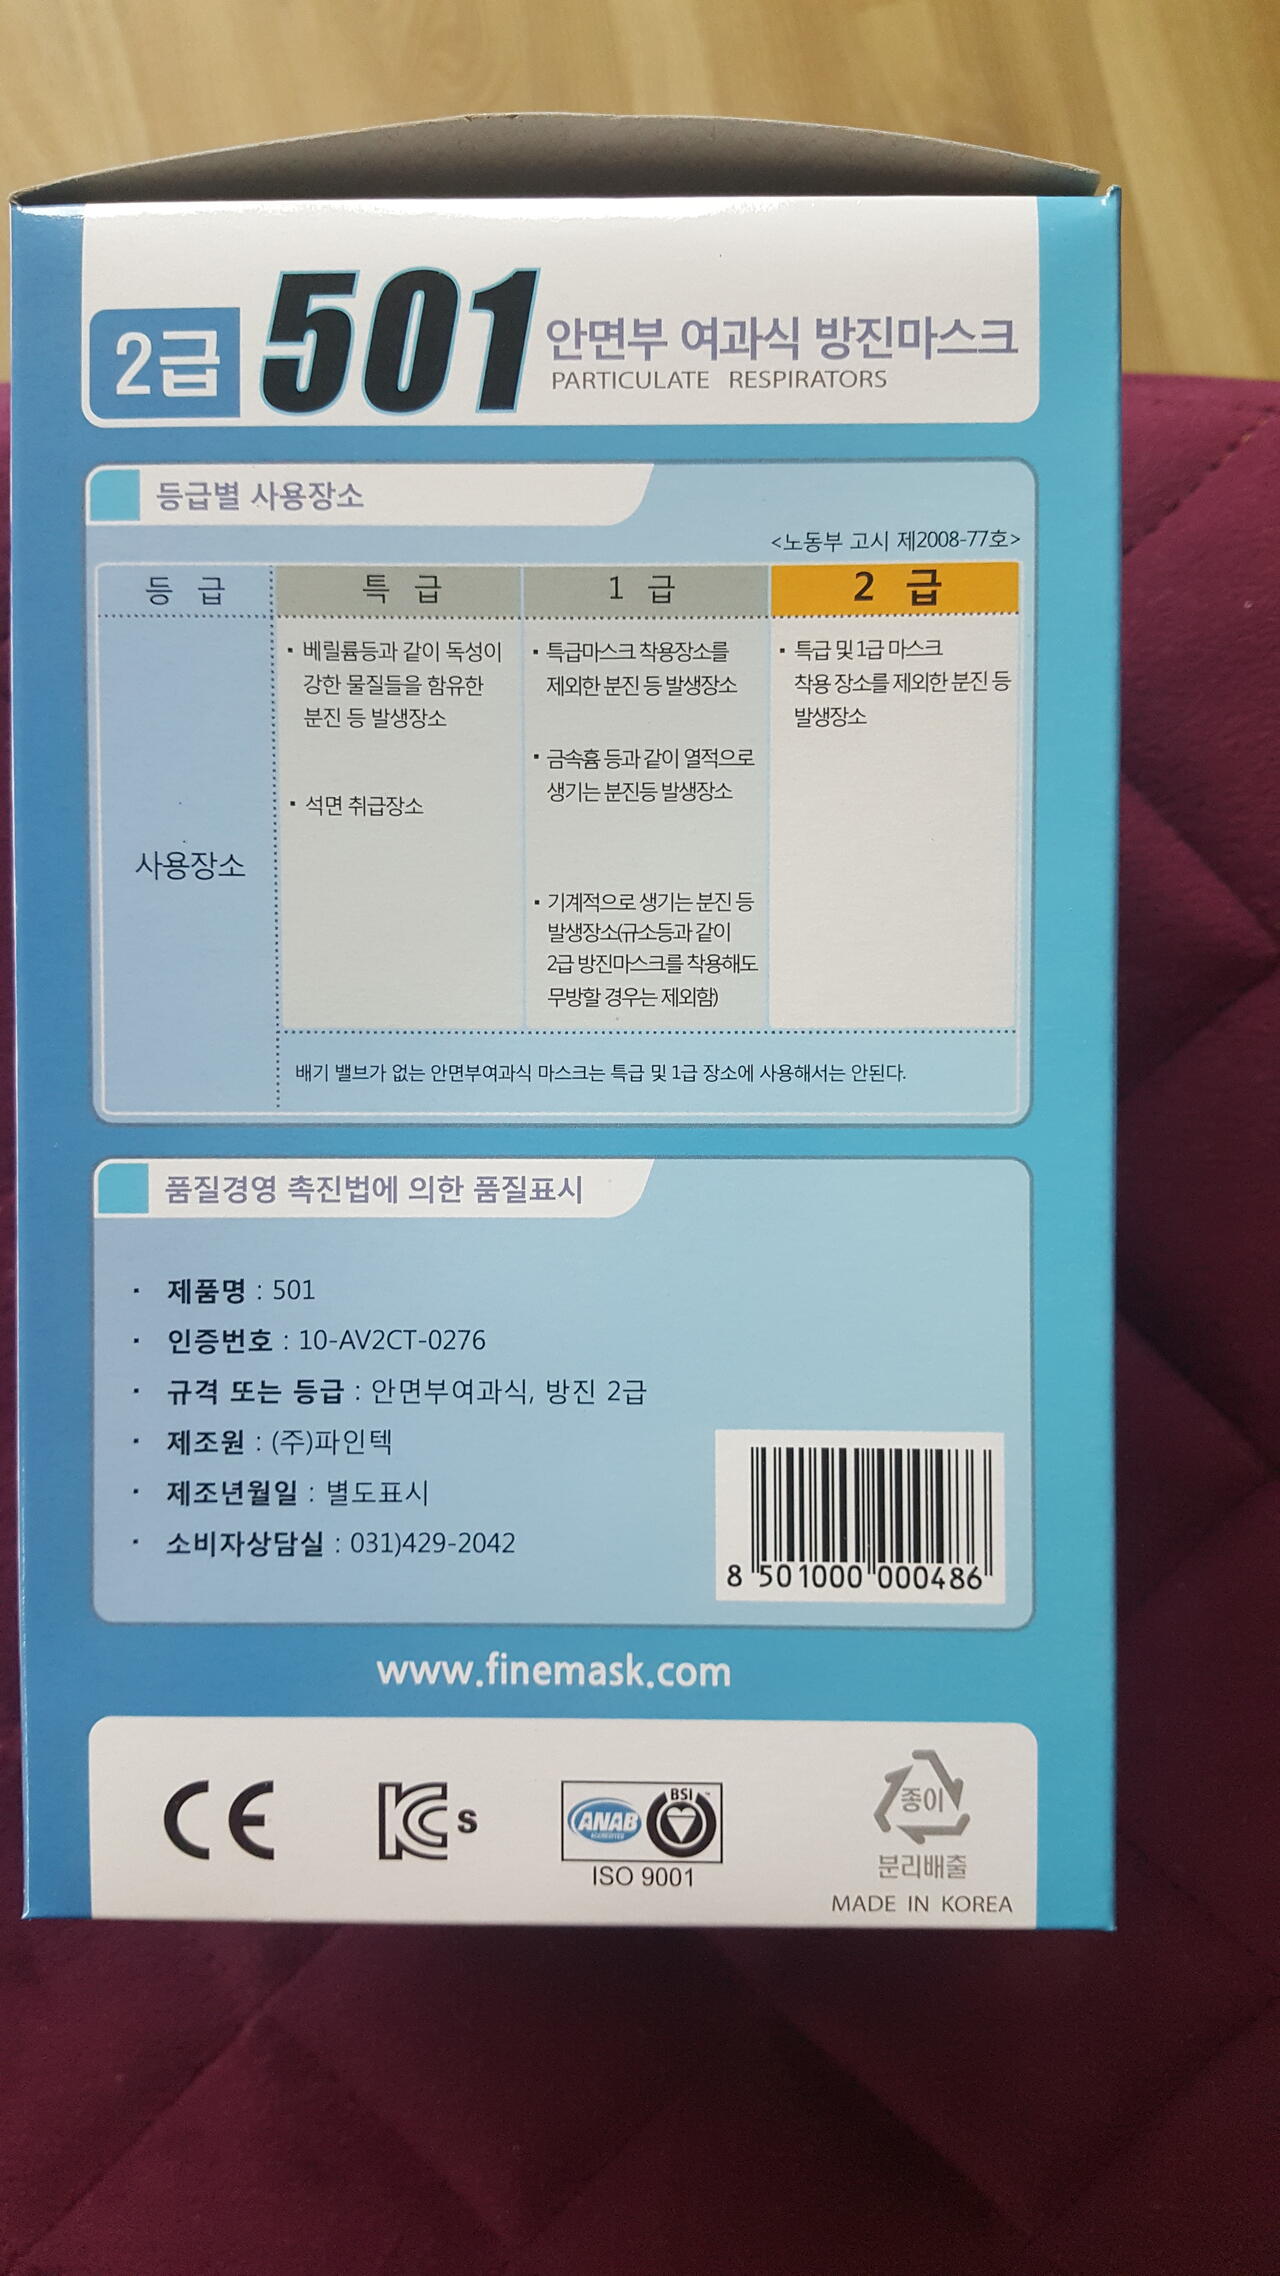 2급 501 안면부 여과식 방진마스크
PARTICULATE RESPIRATORS
등급별 사용장소
<노동부 고시 제2008-77호>
등 급
특 급
1 급
2 급
사용장소
▪ 베릴륨등과 같이 독성이
강한 물질들을 함유한
분진 등 발생장소
▪ 석면 취급장소
▪ 특급마스크 착용장소를
제외한 분진 등 발생장소
▪ 금속흄 등과 같이 열적으로
생기는 분진등 발생장소
▪ 기계적으로 생기는 분진 등
발생장소(규소등과 같이
2급 방진마스크를 착용해도
무방할 경우는 제외함)
▪ 특급 및 1급 마스크
착용 장소를 제외한 분진 등
발생장소
배기 밸브가 없는 안면부여과식 마스크는 특급 및 1급 장소에 사용해서는 안된다.
품질경영 촉진법에 의한 품질표시
· 제품명 : 501
· 인증번호 : 10-AV2CT-0276
· 규격 또는 등급 : 안면부여과식, 방진 2급
· 제조원 : (주)파인텍
· 제조년월일 : 별도표시
· 소비자상담실 : 031)429-2042
8 501000 000486
www.finemask.com
CE
KCs
ANAB
ACCREDITED
BSI
ISO 9001
종이
분리배출
MADE IN KOREA